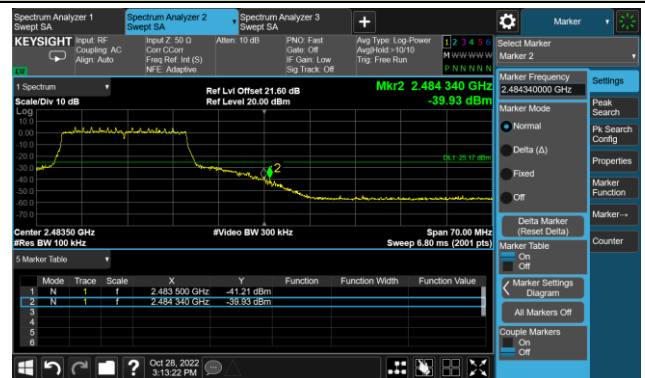 Spectrum Analyzer 1
Swept SA
Spectrum Analyzer 2
Swept SA
Spectrum Analyzer 3
Swept SA
Marker
KEYSIGHT
Input: RF
Coupling: AC
Align: Auto
Input Z: 50 Ω
Corr CCorr
Freq Ref: Int (S)
NFE: Adaptive
Atten: 10 dB
PNO: Fast
Gate: Off
IF Gain: Low
Sig Track: Off
Avg Type: Log-Power
Avg|Hold:>10/10
Trig: Free Run
1 2 3 4 5 6
M W W W W W
P N N N N N
Select Marker
Marker 2
LXI
1 Spectrum
Scale/Div 10 dB
Ref Lvl Offset 21.60 dB
Ref Level 20.00 dBm
Mkr2 2.484 340 GHz
-39.93 dBm
Log
10.0
0.00
-10.0
-20.0
-30.0
-40.0
-50.0
-60.0
-70.0
DL1 -25.17 dBm
2
Center 2.48350 GHz
#Res BW 100 kHz
#Video BW 300 kHz
Span 70.00 MHz
Sweep 6.80 ms (2001 pts)
5 Marker Table
Mode Trace Scale X Y Function Function Width Function Value
1 N 1 f 2.483 500 GHz -41.21 dBm
2 N 1 f 2.484 340 GHz -39.93 dBm
3
4
5
6
Marker Frequency
2.484340000 GHz
Marker Mode
Normal
Delta (Δ)
Fixed
Off
Delta Marker
(Reset Delta)
Marker Table
On
Off
Marker Settings
Diagram
All Markers Off
Couple Markers
On
Off
Settings
Peak
Search
Pk Search
Config
Properties
Marker
Function
Marker→
Counter
?
Oct 28, 2022
3:13:22 PM